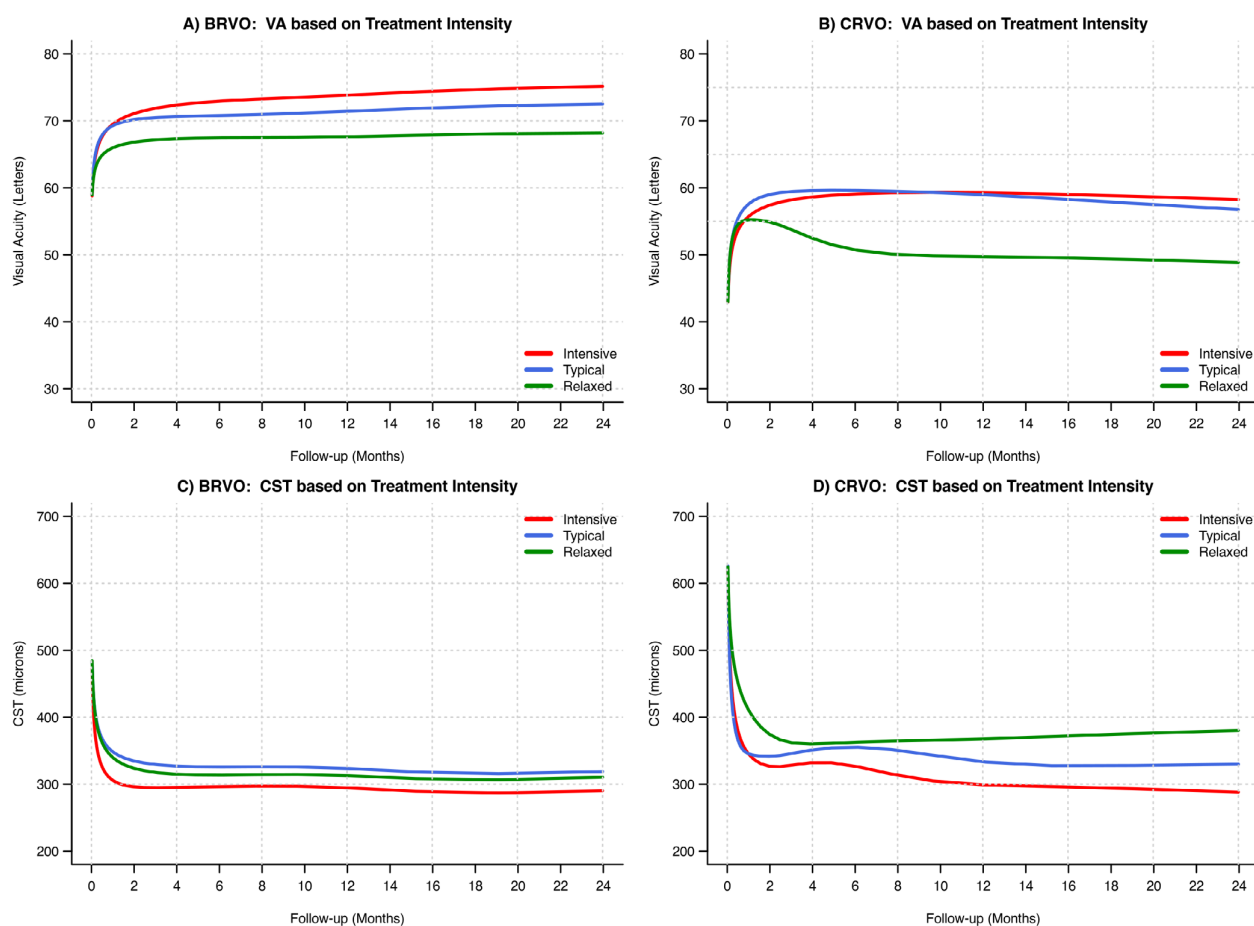 A) BRVO: VA based on Treatment Intensity
80
70
60
50
40
30
Visual Acuity (Letters)
Intensive
Typical
Relaxed
0 2 4 6 8 10 12 14 16 18 20 22 24
Follow-up (Months)
B) CRVO: VA based on Treatment Intensity
80
70
60
50
40
30
Visual Acuity (Letters)
Intensive
Typical
Relaxed
0 2 4 6 8 10 12 14 16 18 20 22 24
Follow-up (Months)
C) BRVO: CST based on Treatment Intensity
700
600
500
400
300
200
CST (microns)
Intensive
Typical
Relaxed
0 2 4 6 8 10 12 14 16 18 20 22 24
Follow-up (Months)
D) CRVO: CST based on Treatment Intensity
700
600
500
400
300
200
CST (microns)
Intensive
Typical
Relaxed
0 2 4 6 8 10 12 14 16 18 20 22 24
Follow-up (Months)